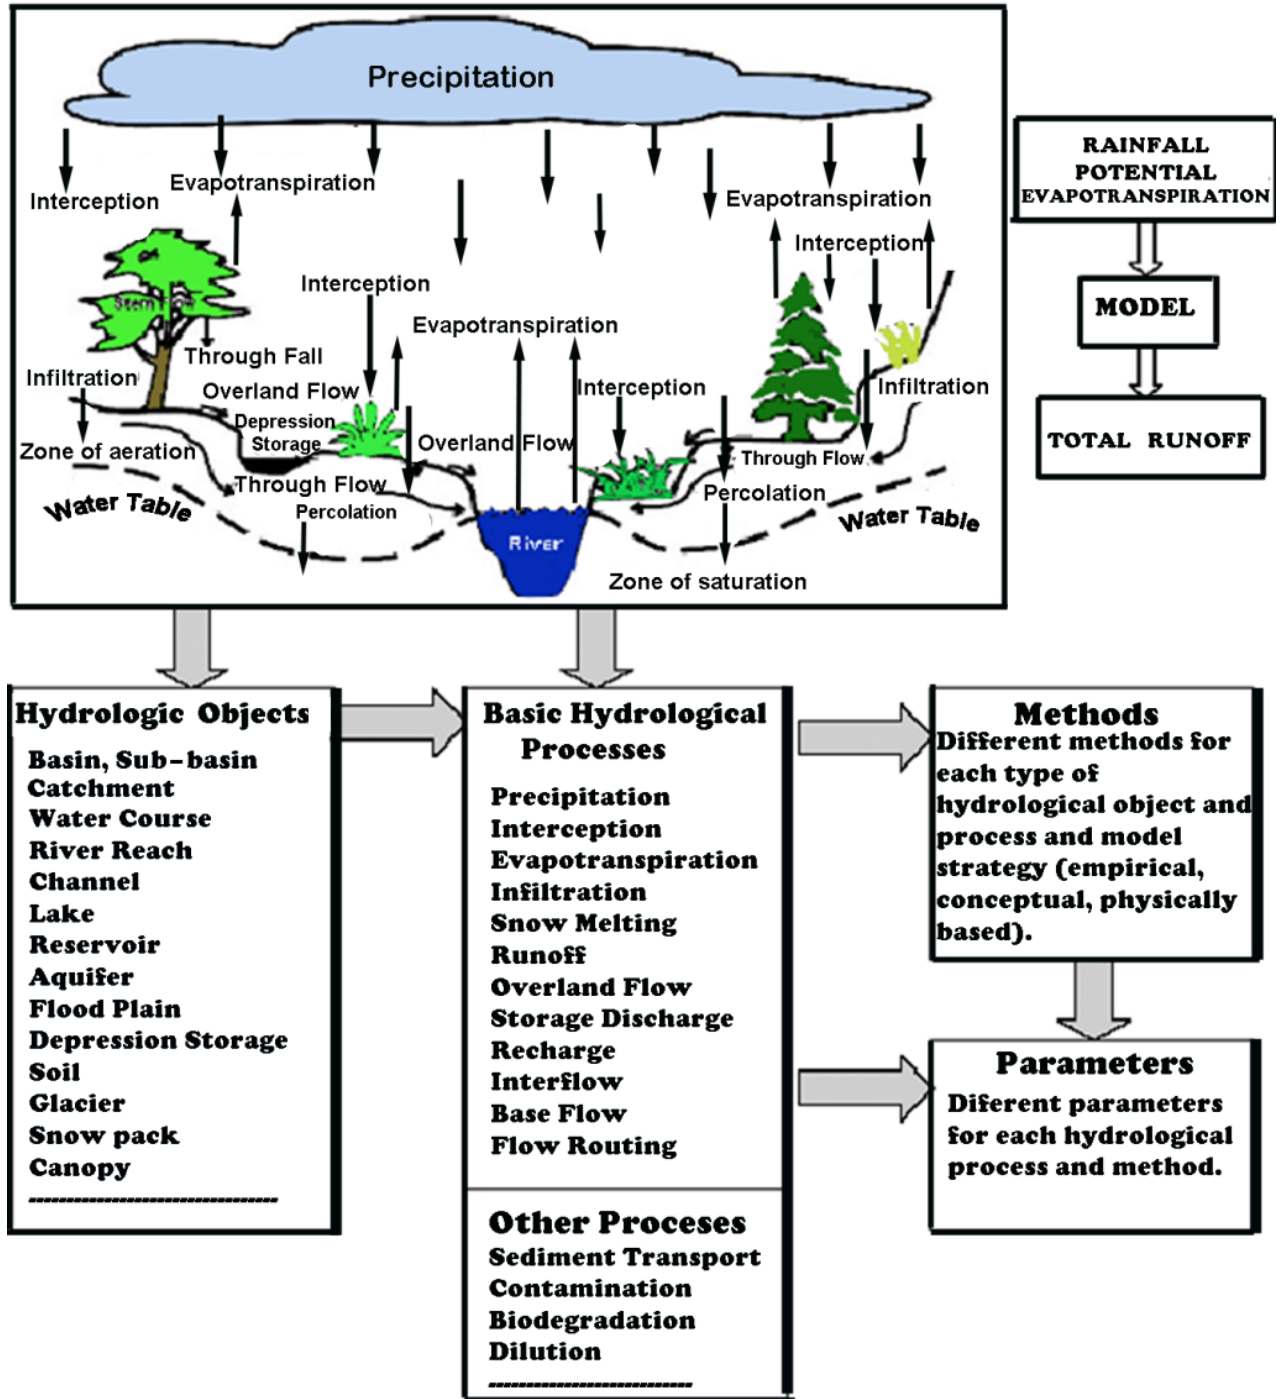 Precipitation
Interception
Evapotranspiration
Evapotranspiration
Interception
Stem Flow
Interception
Evapotranspiration
Through Fall
Infiltration
Overland Flow
Interception
Infiltration
Depression
Storage
Overland Flow
Zone of aeration
Through Flow
Through Flow
Percolation
Water Table
Percolation
Water Table
River
Zone of saturation
RAINFALL
POTENTIAL
EVAPOTRANSPIRATION
MODEL
TOTAL RUNOFF
Hydrologic Objects
Basin, Sub-basin
Catchment
Water Course
River Reach
Channel
Lake
Reservoir
Aquifer
Flood Plain
Depression Storage
Soil
Glacier
Snow pack
Canopy
Basic Hydrological
Processes
Precipitation
Interception
Evapotranspiration
Infiltration
Snow Melting
Runoff
Overland Flow
Storage Discharge
Recharge
Interflow
Base Flow
Flow Routing
Other Proceses
Sediment Transport
Contamination
Biodegradation
Dilution
Methods
Different methods for
each type of
hydrological object and
process and model
strategy (empirical,
conceptual, physically
based).
Parameters
Diferent parameters
for each hydrological
process and method.